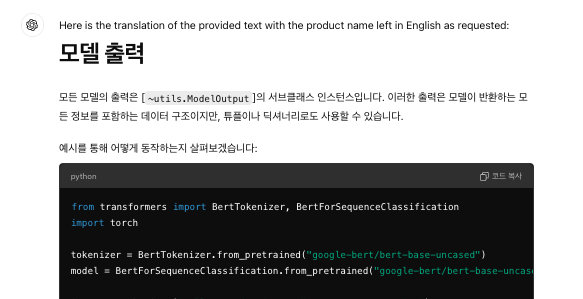 Here is the translation of the provided text with the product name left in English as requested:
모델 출력
모든 모델의 출력은 [~utils.ModelOutput]의 서브클래스 인스턴스입니다. 이러한 출력은 모델이 반환하는 모
든 정보를 포함하는 데이터 구조이지만, 튜플이나 딕셔너리로도 사용할 수 있습니다.
예시를 통해 어떻게 동작하는지 살펴보겠습니다:
python 코드 복사
from transformers import BertTokenizer, BertForSequenceClassification
import torch
tokenizer = BertTokenizer.from_pretrained("google-bert/bert-base-uncased")
model = BertForSequenceClassification.from_pretrained("google-bert/bert-base-uncase